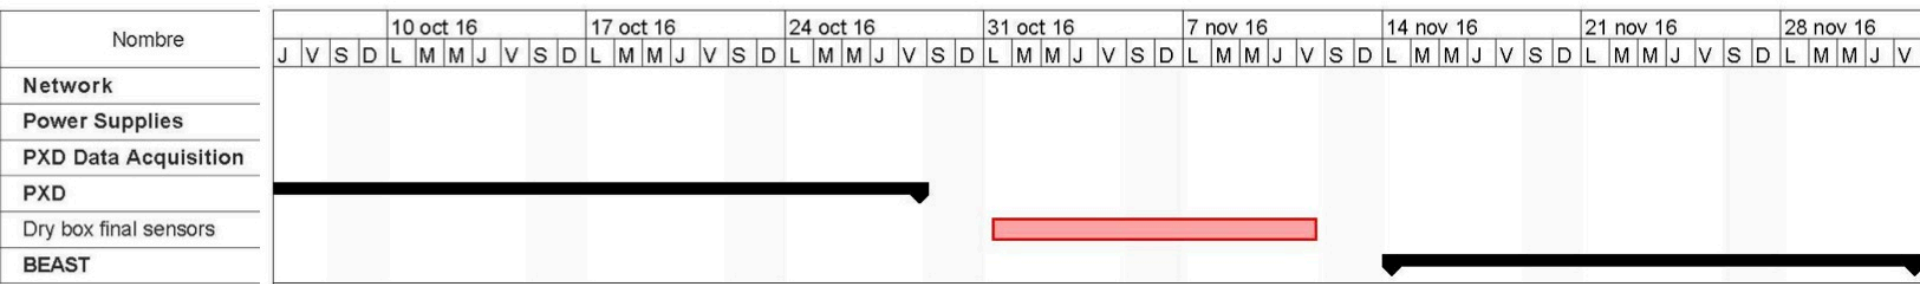 Nombre
10 oct 16 17 oct 16 24 oct 16 31 oct 16 7 nov 16 14 nov 16 21 nov 16 28 nov 16
J V S D L M M J V S D L M M J V S D L M M J V S D L M M J V S D L M M J V S D L M M J V S D L M M J V S D L M M J V
Network
Power Supplies
PXD Data Acquisition
PXD
Dry box final sensors
BEAST